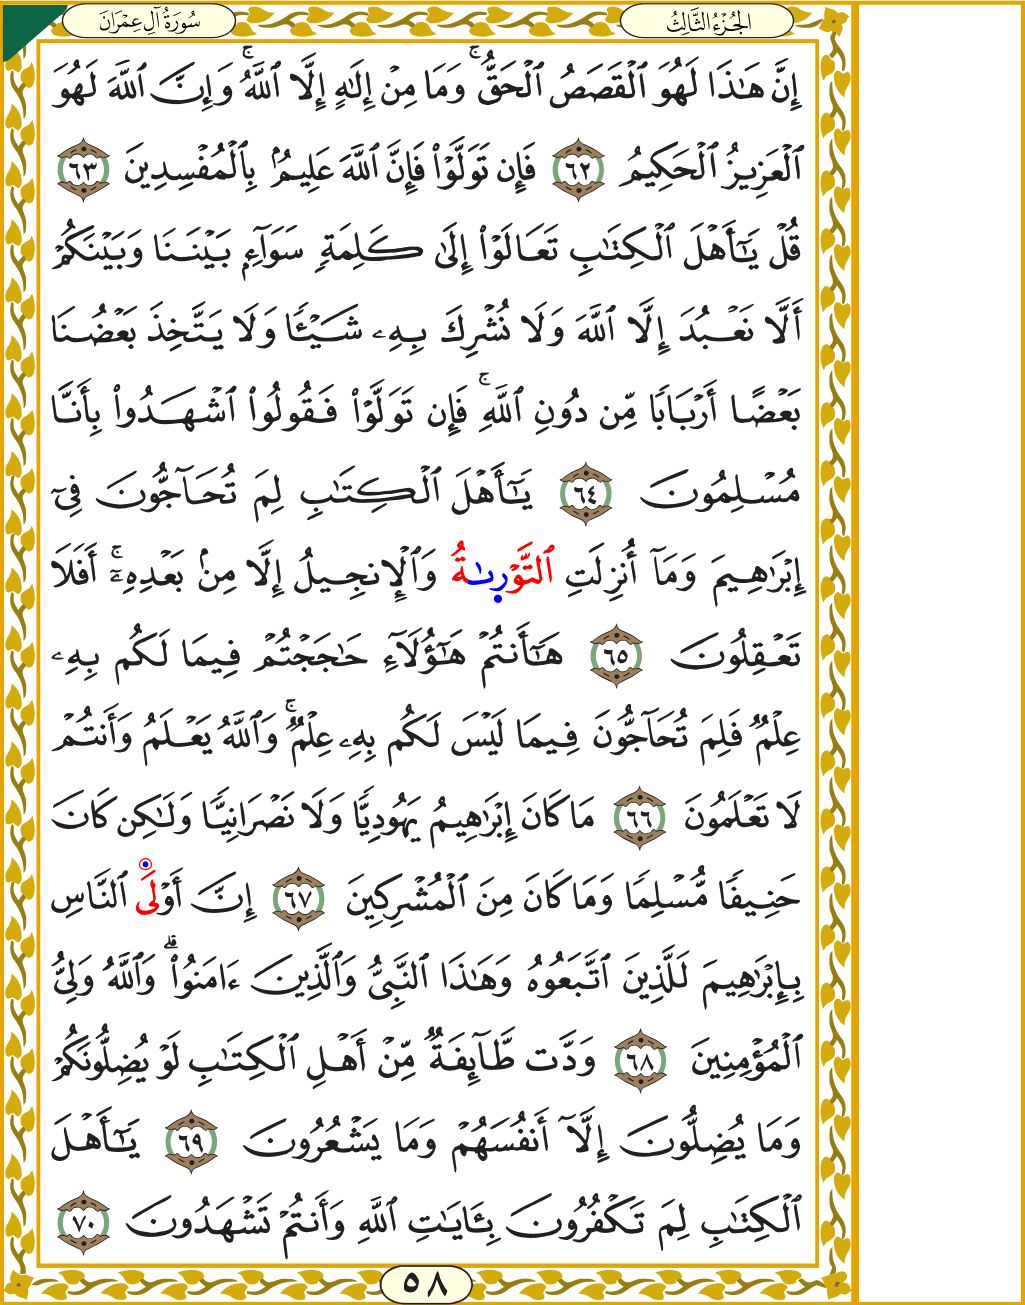 الجُزْءُ الثَّالِثُ
سُورَةُ آلِ عِمْرَان
إِنَّ هَٰذَا لَهُوَ ٱلْقَصَصُ ٱلْحَقُّ ۚ وَمَا مِنْ إِلَٰهٍ إِلَّا ٱللَّهُ ۚ وَإِنَّ ٱللَّهَ لَهُوَ
ٱلْعَزِيزُ ٱلْحَكِيمُ ٦٢ فَإِن تَوَلَّوْا۟ فَإِنَّ ٱللَّهَ عَلِيمٌۢ بِٱلْمُفْسِدِينَ ٦٣
قُلْ يَٰٓأَهْلَ ٱلْكِتَٰبِ تَعَالَوْا۟ إِلَىٰ كَلِمَةٍ سَوَآءٍۭ بَيْنَنَا وَبَيْنَكُمْ
أَلَّا نَعْبُدَ إِلَّا ٱللَّهَ وَلَا نُشْرِكَ بِهِۦ شَيْـًٔا وَلَا يَتَّخِذَ بَعْضُنَا
بَعْضًا أَرْبَابًا مِّن دُونِ ٱللَّهِ ۚ فَإِن تَوَلَّوْا۟ فَقُولُوا۟ ٱشْهَدُوا۟ بِأَنَّا
مُسْلِمُونَ ٦٤ يَٰٓأَهْلَ ٱلْكِتَٰبِ لِمَ تُحَآجُّونَ فِىٓ
إِبْرَٰهِيمَ وَمَآ أُنزِلَتِ ٱلتَّوْرَىٰةُ وَٱلْإِنجِيلُ إِلَّا مِنۢ بَعْدِهِۦٓ ۚ أَفَلَا
تَعْقِلُونَ ٦٥ هَٰٓأَنتُمْ هَٰٓؤُلَآءِ حَٰجَجْتُمْ فِيمَا لَكُم بِهِۦ
عِلْمٌ فَلِمَ تُحَآجُّونَ فِيمَا لَيْسَ لَكُم بِهِۦ عِلْمٌ ۚ وَٱللَّهُ يَعْلَمُ وَأَنتُمْ
لَا تَعْلَمُونَ ٦٦ مَا كَانَ إِبْرَٰهِيمُ يَهُودِيًّا وَلَا نَصْرَانِيًّا وَلَٰكِن كَانَ
حَنِيفًا مُّسْلِمًا وَمَا كَانَ مِنَ ٱلْمُشْرِكِينَ ٦٧ إِنَّ أَوْلَى ٱلنَّاسِ
بِإِبْرَٰهِيمَ لَلَّذِينَ ٱتَّبَعُوهُ وَهَٰذَا ٱلنَّبِىُّ وَٱلَّذِينَ ءَامَنُوا۟ ۗ وَٱللَّهُ وَلِىُّ
ٱلْمُؤْمِنِينَ ٦٨ وَدَّت طَّآئِفَةٌ مِّنْ أَهْلِ ٱلْكِتَٰبِ لَوْ يُضِلُّونَكُمْ
وَمَا يُضِلُّونَ إِلَّآ أَنفُسَهُمْ وَمَا يَشْعُرُونَ ٦٩ يَٰٓأَهْلَ
ٱلْكِتَٰبِ لِمَ تَكْفُرُونَ بِـَٔايَٰتِ ٱللَّهِ وَأَنتُمْ تَشْهَدُونَ ٧٠
٥٨